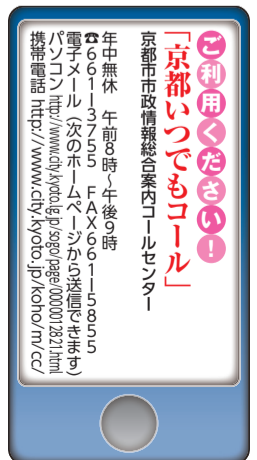 ご利用ください!
「京都いつでもコール」
京都市市政情報総合案内コールセンター
年中無休　午前8時～午後9時
☎661-3755　FAX661-5855
電子メール（次のホームページから送信できます）
パソコン http://www.city.kyoto.lg.jp/sogo/page/0000012821.html
携帯電話 http://www.city.kyoto.jp/koho/m/cc/